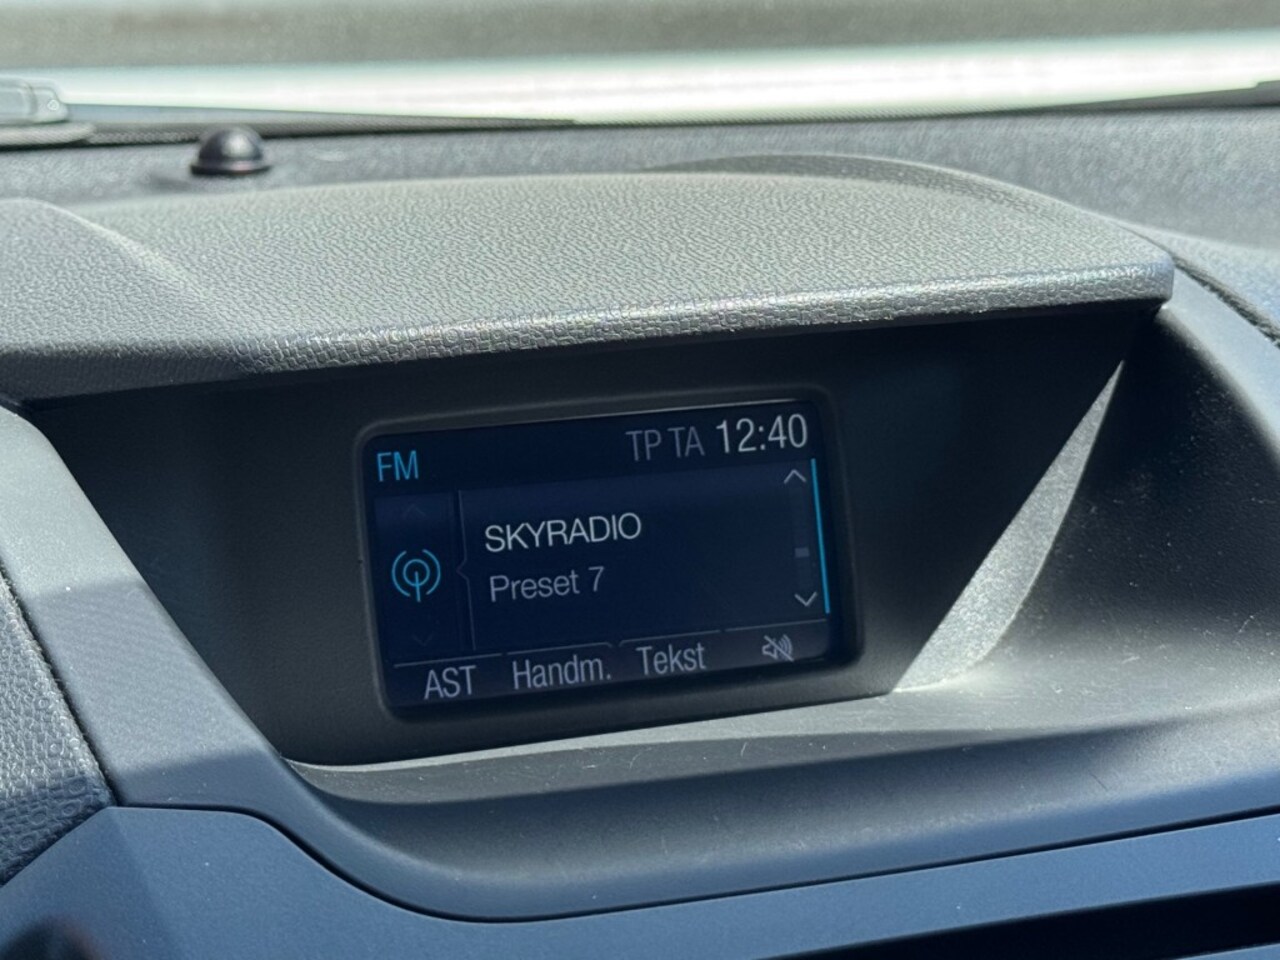 FM TP TA 12:40
SKYRADIO
Preset 7
AST Handm. Tekst